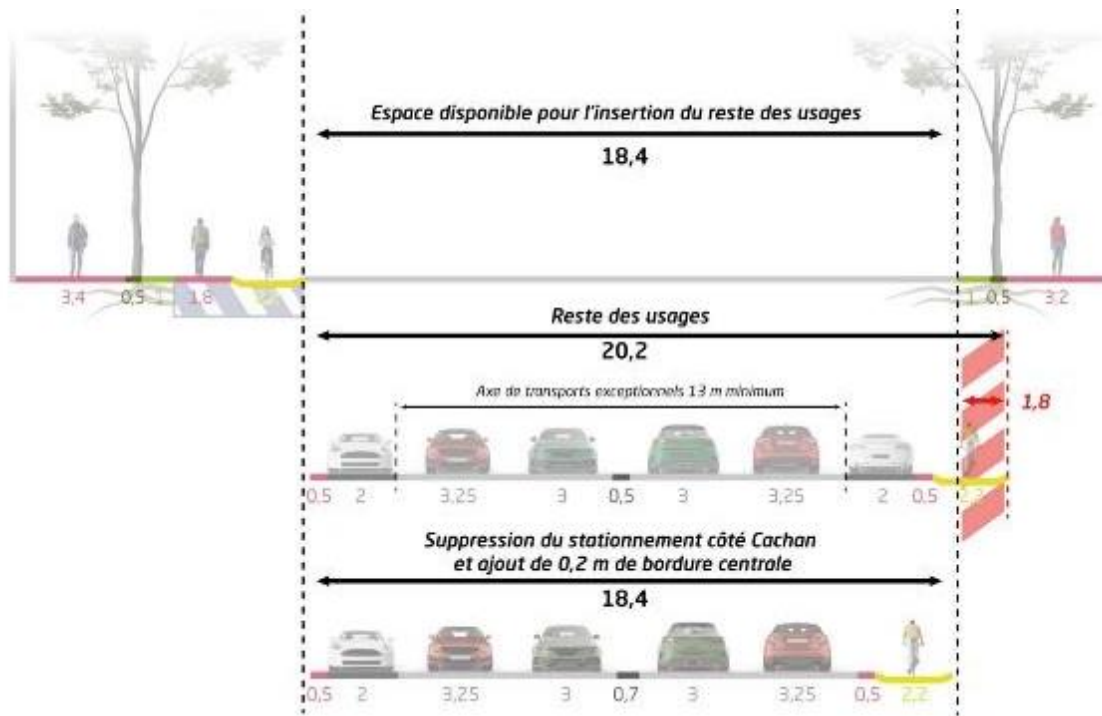 Espace disponible pour l'insertion du reste des usages
18,4
3,4 0,5 1 1,8 1 0,5 3,2
Reste des usages
20,2
Axe de transports exceptionnels 13 m minimum
1,8
0,5 2 3,25 3 0,5 3 3,25 2 0,5 2,2
Suppression du stationnement côté Cachan
et ajout de 0,2 m de bordure centrale
18,4
0,5 2 3,25 3 0,7 3 3,25 0,5 2,2